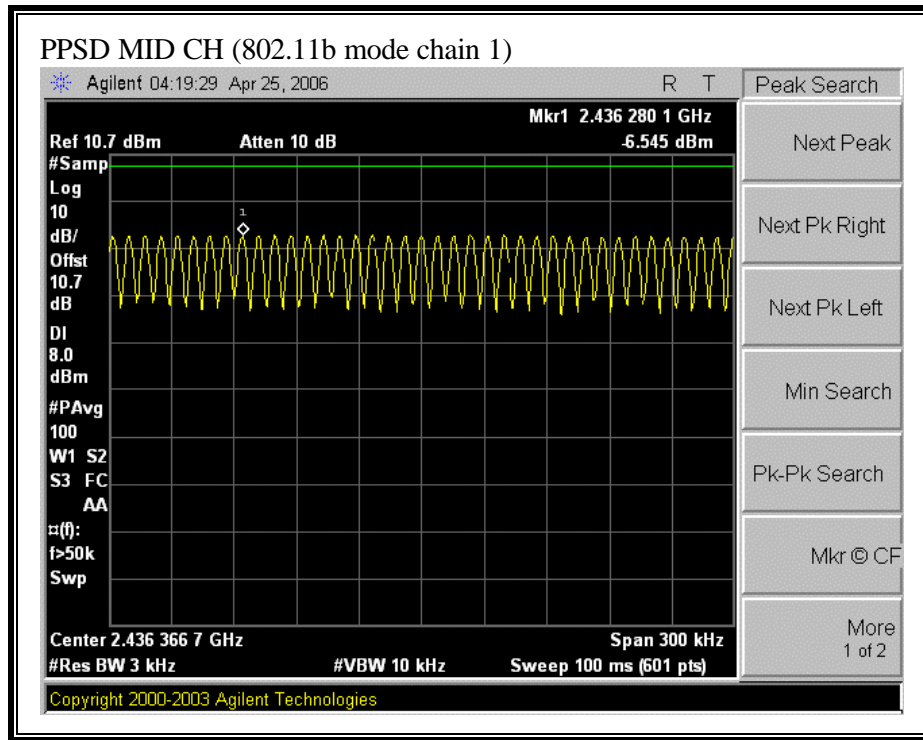 PPSD MID CH (802.11b mode chain 1)
Agilent 04:19:29 Apr 25, 2006 R T
Peak Search
Mkr1 2.436 280 1 GHz
Ref 10.7 dBm Atten 10 dB -6.545 dBm
#Samp
Log
10
dB/
Offst
10.7
dB
DI
8.0
dBm
#PAvg
100
W1 S2
S3 FC
AA
¤(f):
f>50k
Swp
1
Center 2.436 366 7 GHz Span 300 kHz
#Res BW 3 kHz #VBW 10 kHz Sweep 100 ms (601 pts)
Copyright 2000-2003 Agilent Technologies
Next Peak
Next Pk Right
Next Pk Left
Min Search
Pk-Pk Search
Mkr © CF
More
1 of 2